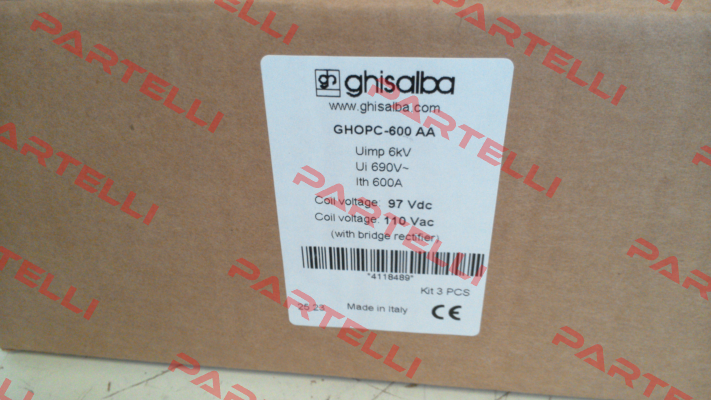 ghisalba
www.ghisalba.com
GHOPC-600 AA
Uimp 6kV
Ui 690V~
Ith 600A
Coil voltage: 97 Vdc
Coil voltage: 110 Vac
(with bridge rectifier)
*4118489*
Kit 3 PCS
25.23 Made in Italy CE
PARTELLI
PARTELLI
PARTELLI
PARTELLI
PARTELLI
PARTELLI
PARTELLI
PARTELLI
PARTELLI